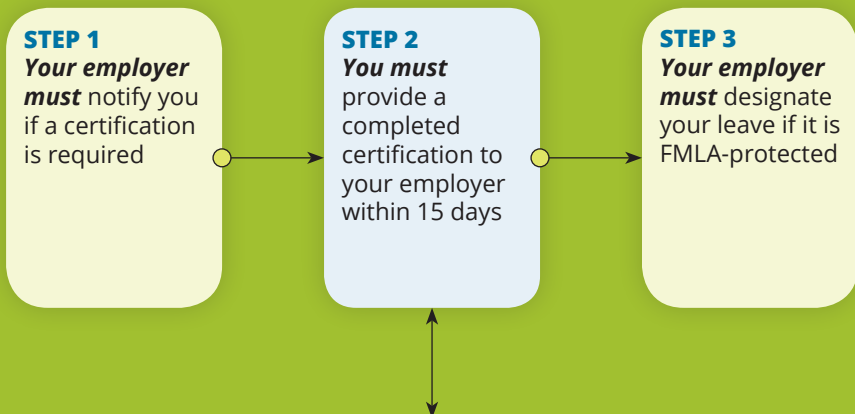 STEP 1
Your employer
must notify you
if a certification
is required
STEP 2
You must
provide a
completed
certification to
your employer
within 15 days
STEP 3
Your employer
must designate
your leave if it is
FMLA-protected